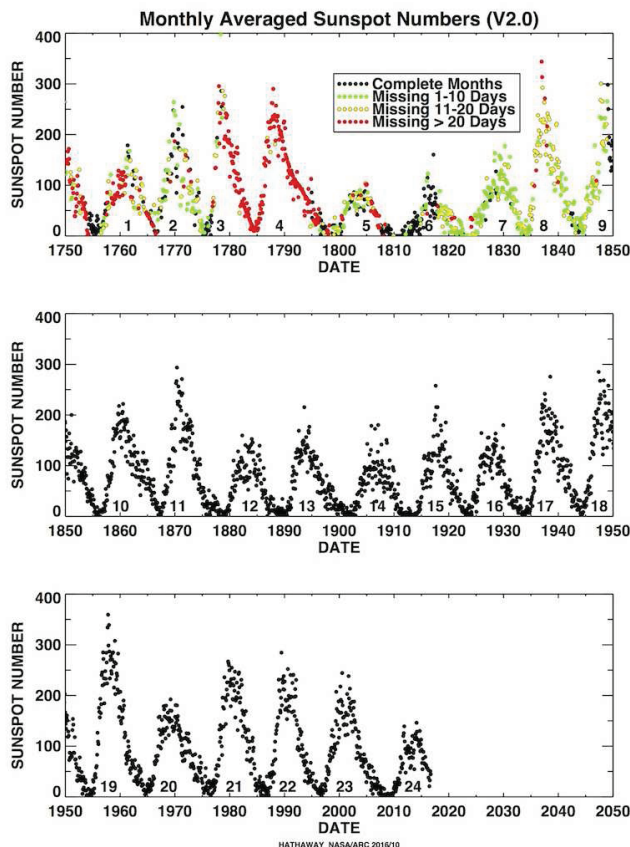 Monthly Averaged Sunspot Numbers (V2.0)
400
300
200
100
0
SUNSPOT NUMBER
Complete Months
Missing 1-10 Days
Missing 11-20 Days
Missing > 20 Days
1 2 3 4 5 6 7 8 9
1750 1760 1770 1780 1790 1800 1810 1820 1830 1840 1850
DATE
400
300
200
100
0
SUNSPOT NUMBER
10 11 12 13 14 15 16 17 18
1850 1860 1870 1880 1890 1900 1910 1920 1930 1940 1950
DATE
400
300
200
100
0
SUNSPOT NUMBER
19 20 21 22 23 24
1950 1960 1970 1980 1990 2000 2010 2020 2030 2040 2050
DATE
HATHAWAY NASA/ARC 2016/10